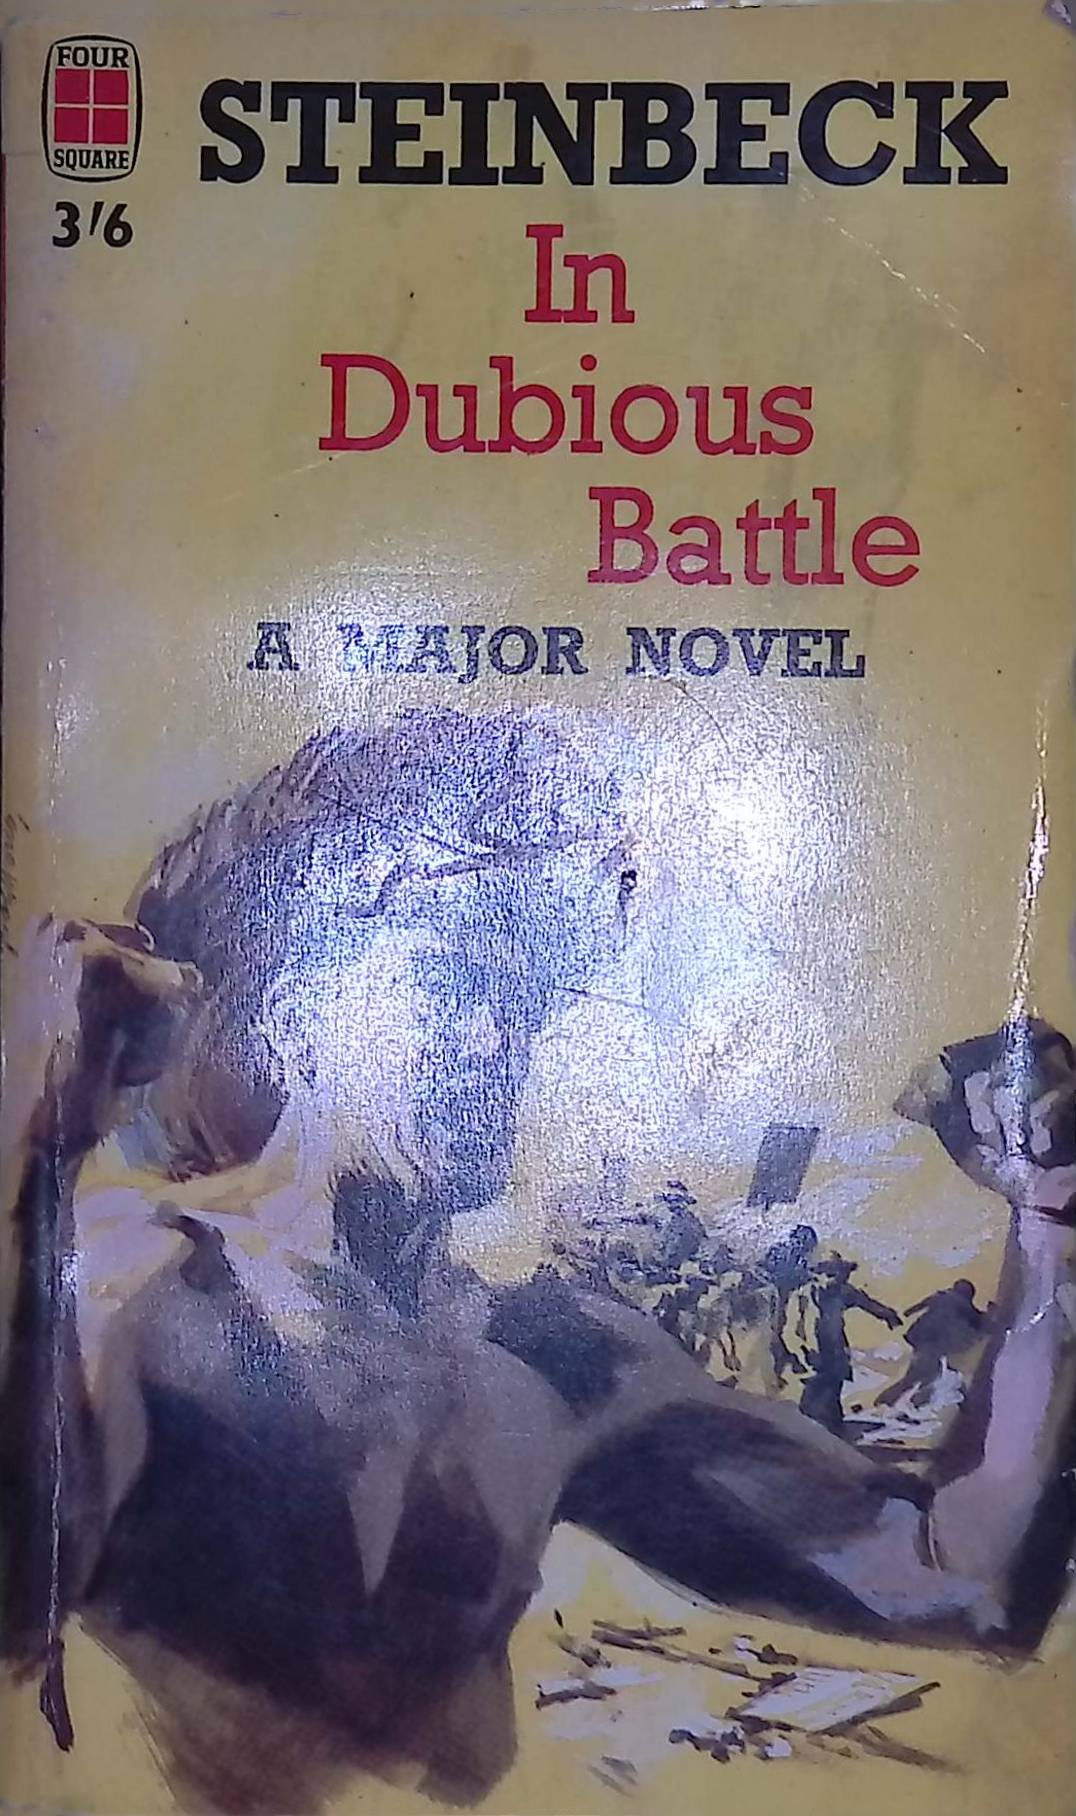 FOUR
SQUARE
3'6
STEINBECK
In
Dubious
Battle
A MAJOR NOVEL